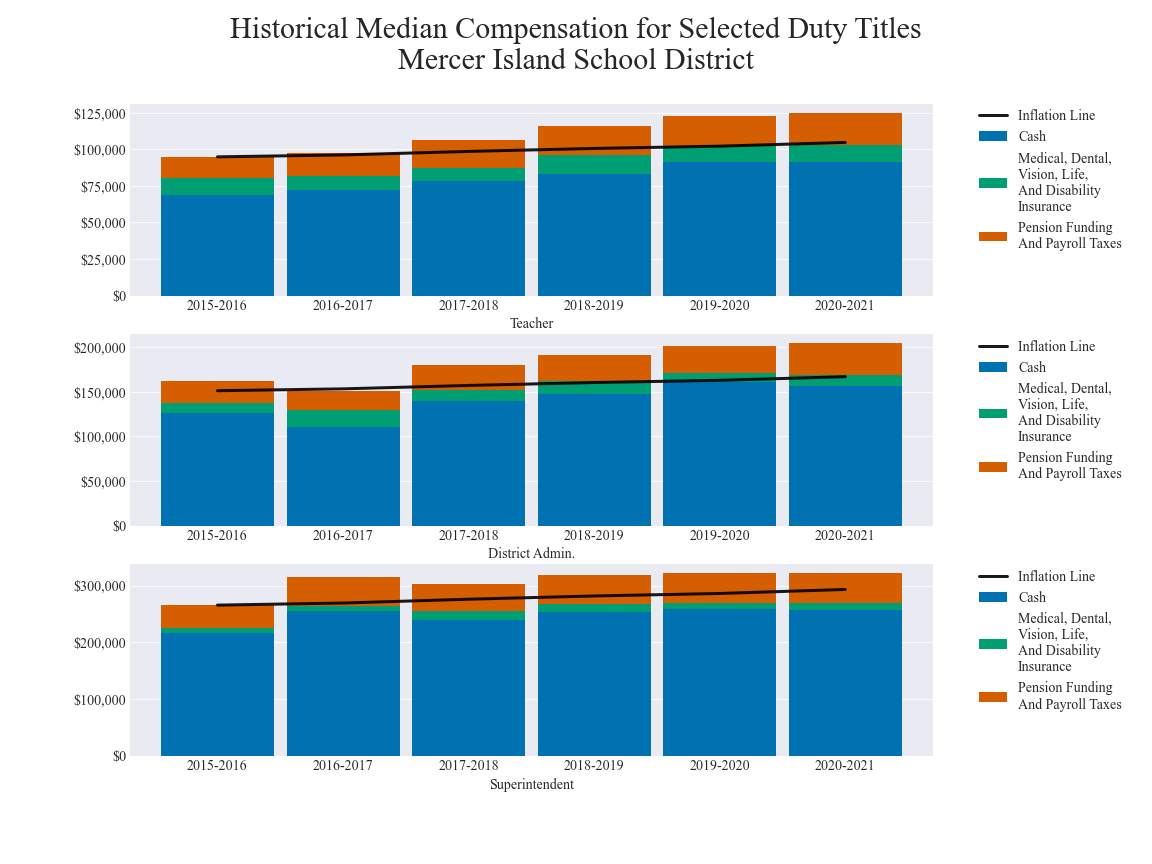 Historical Median Compensation for Selected Duty Titles
Mercer Island School District
$125,000
$100,000
$75,000
$50,000
$25,000
$0
2015-2016 2016-2017 2017-2018 2018-2019 2019-2020 2020-2021
Teacher
Inflation Line
Cash
Medical, Dental,
Vision, Life,
And Disability
Insurance
Pension Funding
And Payroll Taxes
$200,000
$150,000
$100,000
$50,000
$0
2015-2016 2016-2017 2017-2018 2018-2019 2019-2020 2020-2021
District Admin.
Inflation Line
Cash
Medical, Dental,
Vision, Life,
And Disability
Insurance
Pension Funding
And Payroll Taxes
$300,000
$200,000
$100,000
$0
2015-2016 2016-2017 2017-2018 2018-2019 2019-2020 2020-2021
Superintendent
Inflation Line
Cash
Medical, Dental,
Vision, Life,
And Disability
Insurance
Pension Funding
And Payroll Taxes